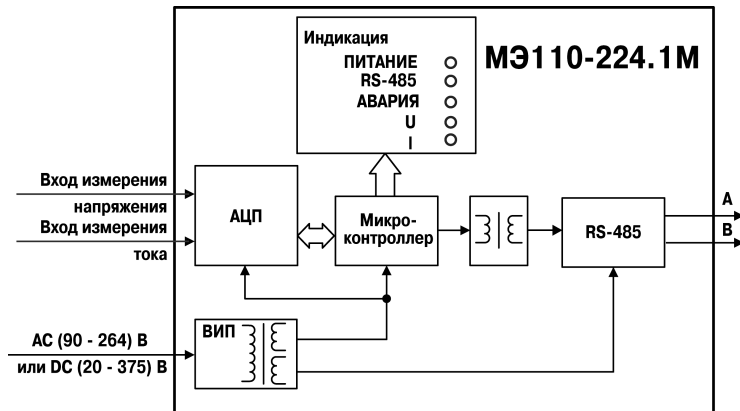 Индикация
ПИТАНИЕ
RS-485
АВАРИЯ
U
I
МЭ110-224.1М
Вход измерения
напряжения
Вход измерения
тока
АЦП
Микро-
контроллер
RS-485
A
B
ВИП
AC (90 - 264) В
или DC (20 - 375) В